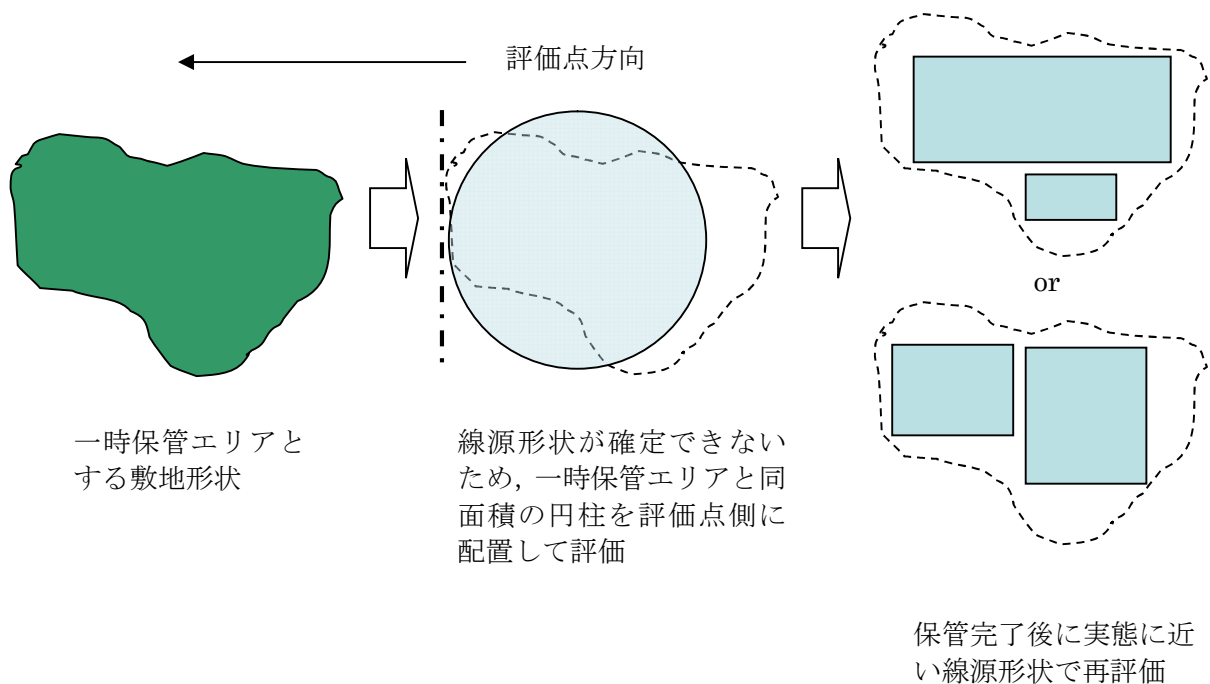 評価点方向
or
一時保管エリアと
する敷地形状
線源形状が確定できない
ため，一時保管エリアと同
面積の円柱を評価点側に
配置して評価
保管完了後に実態に近
い線源形状で再評価